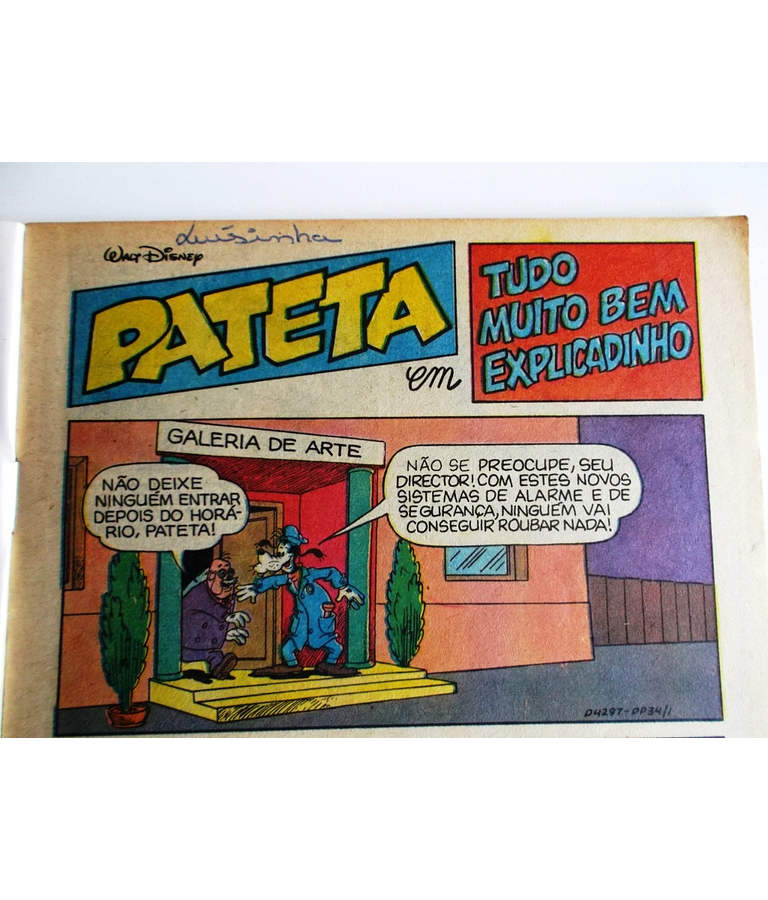 Luisinha
WALT DISNEY
PATETA
em
TUDO
MUITO BEM
EXPLICADINHO
GALERIA DE ARTE
NÃO DEIXE
NINGUÉM ENTRAR
DEPOIS DO HORÁ-
RIO, PATETA!
NÃO SE PREOCUPE, SEU
DIRECTOR! COM ESTES NOVOS
SISTEMAS DE ALARME E DE
SEGURANÇA, NINGUÉM VAI
CONSEGUIR ROUBAR NADA!
D4297-PP34/1